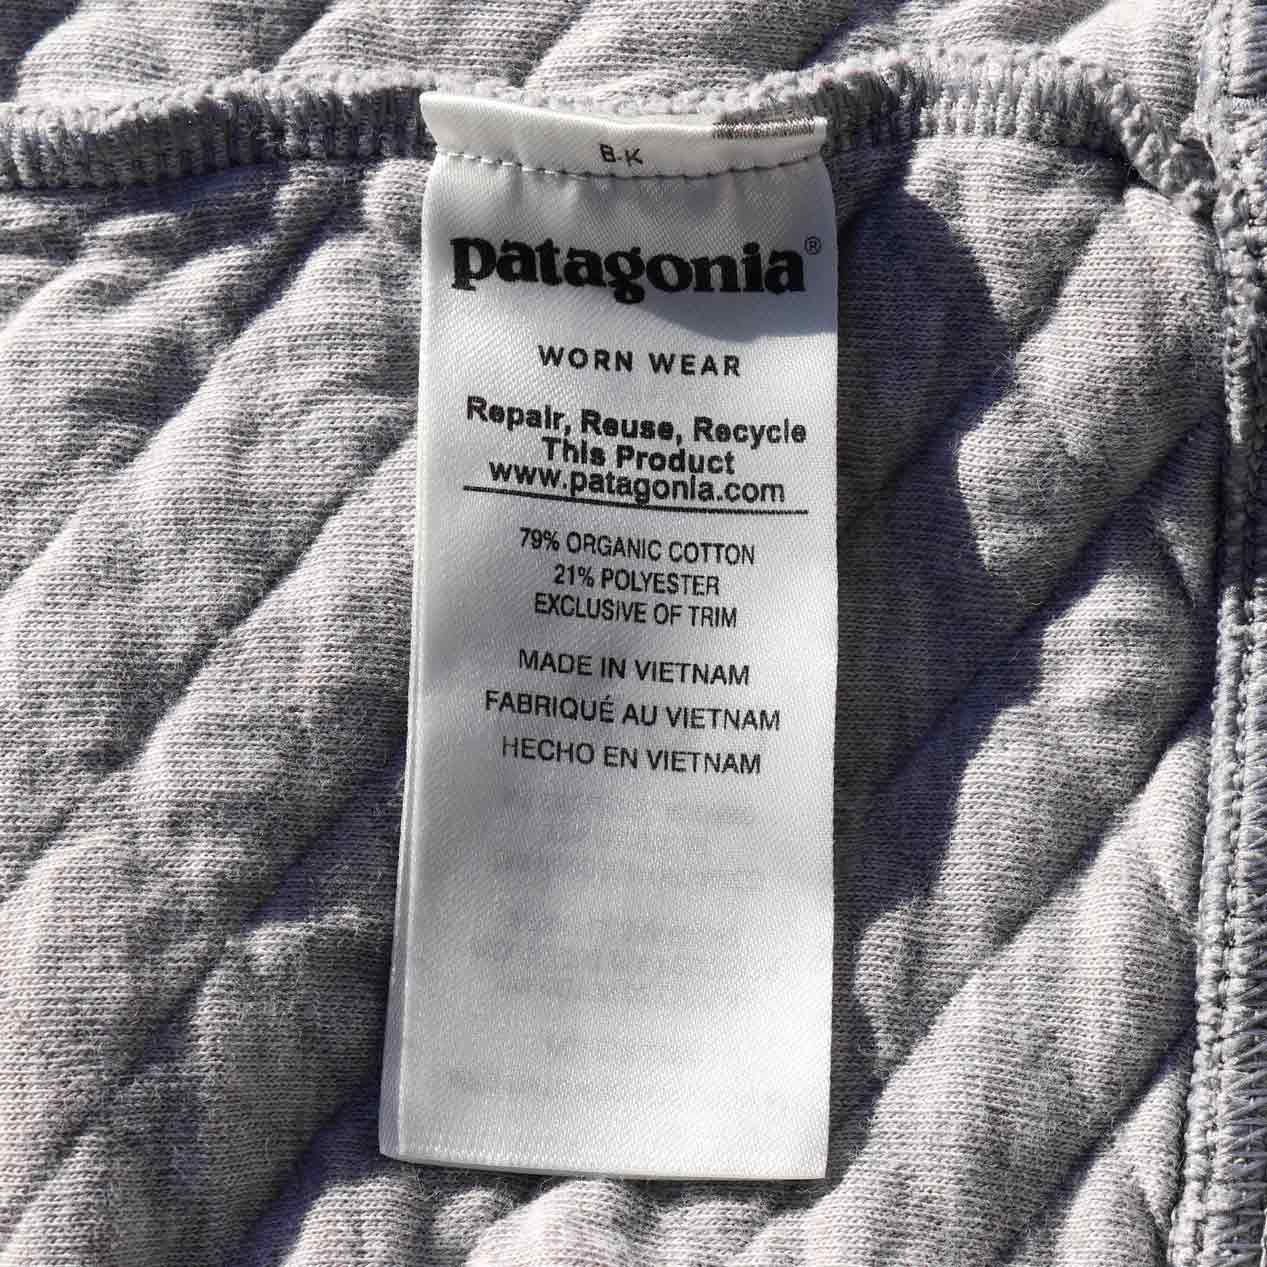 B-K
patagonia®
WORN WEAR
Repair, Reuse, Recycle
This Product
www.patagonia.com
79% ORGANIC COTTON
21% POLYESTER
EXCLUSIVE OF TRIM
MADE IN VIETNAM
FABRIQUÉ AU VIETNAM
HECHO EN VIETNAM